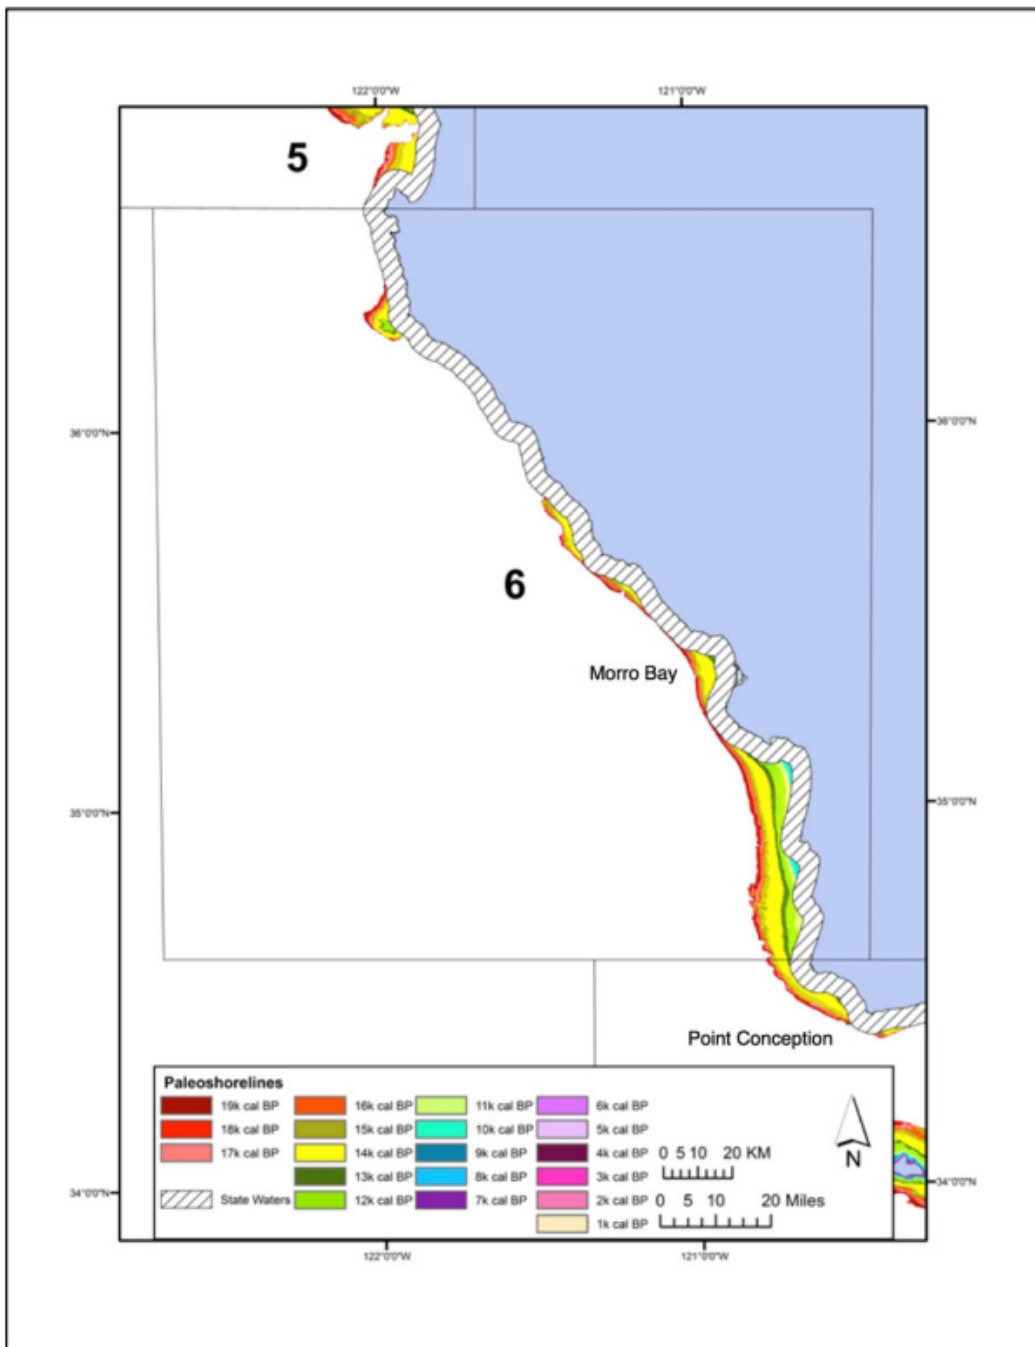 122°0'0"W 121°0'0"W
5
36°0'0"N 36°0'0"N
6
Morro Bay
35°0'0"N 35°0'0"N
Point Conception
Paleoshorelines
19k cal BP 16k cal BP 11k cal BP 6k cal BP
18k cal BP 15k cal BP 10k cal BP 5k cal BP
17k cal BP 14k cal BP 9k cal BP 4k cal BP
13k cal BP 8k cal BP 3k cal BP
State Waters 12k cal BP 7k cal BP 2k cal BP
1k cal BP
0 5 10 20 KM
0 5 10 20 Miles
N
34°0'0"N 34°0'0"N
122°0'0"W 121°0'0"W